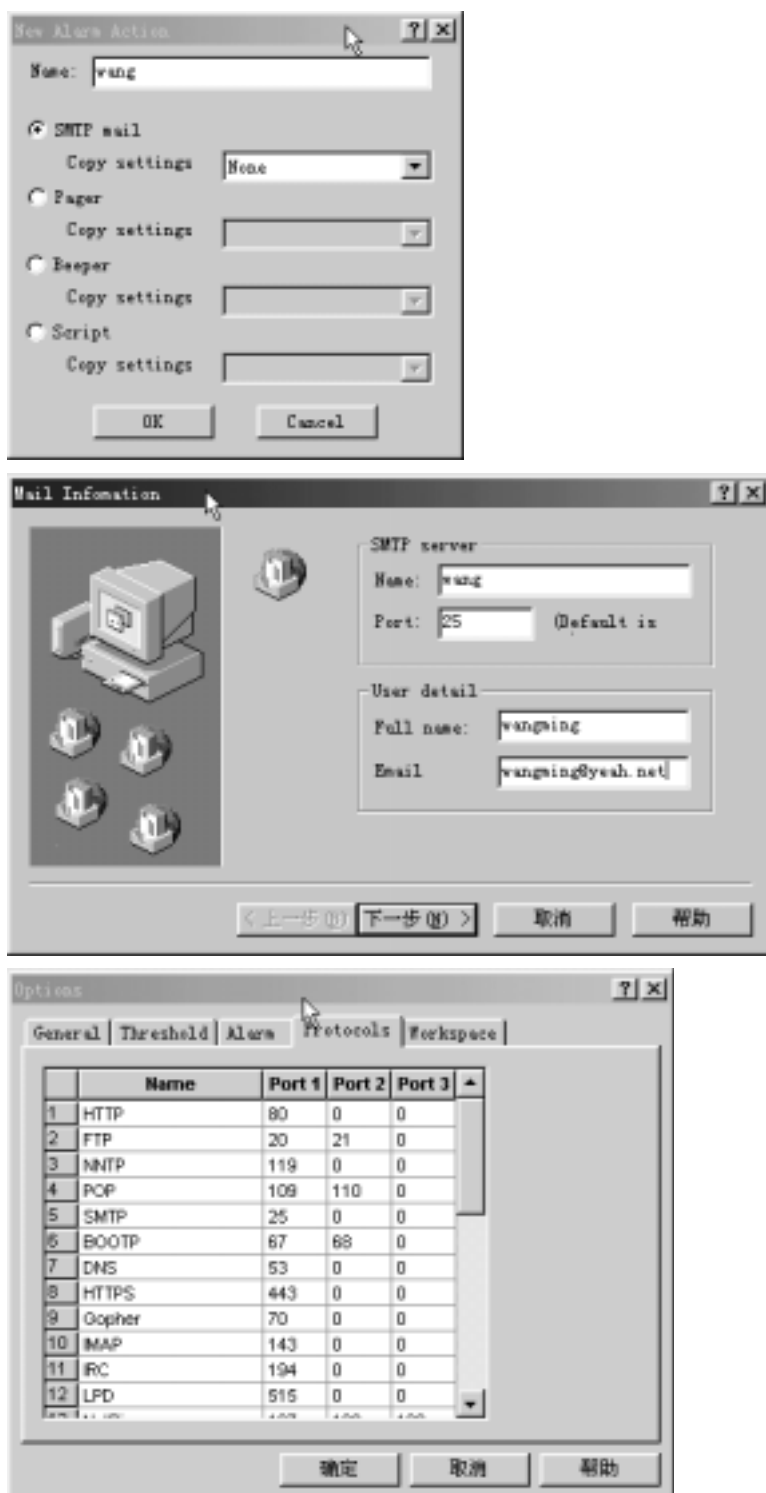 New Alarm Action
Name: wang
SMTP mail
Copy settings None
Pager
Copy settings
Beeper
Copy settings
Script
Copy settings
OK Cancel
Mail Infomation
SMTP server
Name: wang
Port: 25 (Default is
User detail
Full name: wangming
Email wangming@yeah.net
< 上一步(B) 下一步(N) > 取消 帮助
Options
General Threshold Alarm Protocols Workspace
Name Port 1 Port 2 Port 3
1 HTTP 80 0 0
2 FTP 20 21 0
3 NNTP 119 0 0
4 POP 109 110 0
5 SMTP 25 0 0
6 BOOTP 67 68 0
7 DNS 53 0 0
8 HTTPS 443 0 0
9 Gopher 70 0 0
10 IMAP 143 0 0
11 IRC 194 0 0
12 LPD 515 0 0
确定 取消 帮助